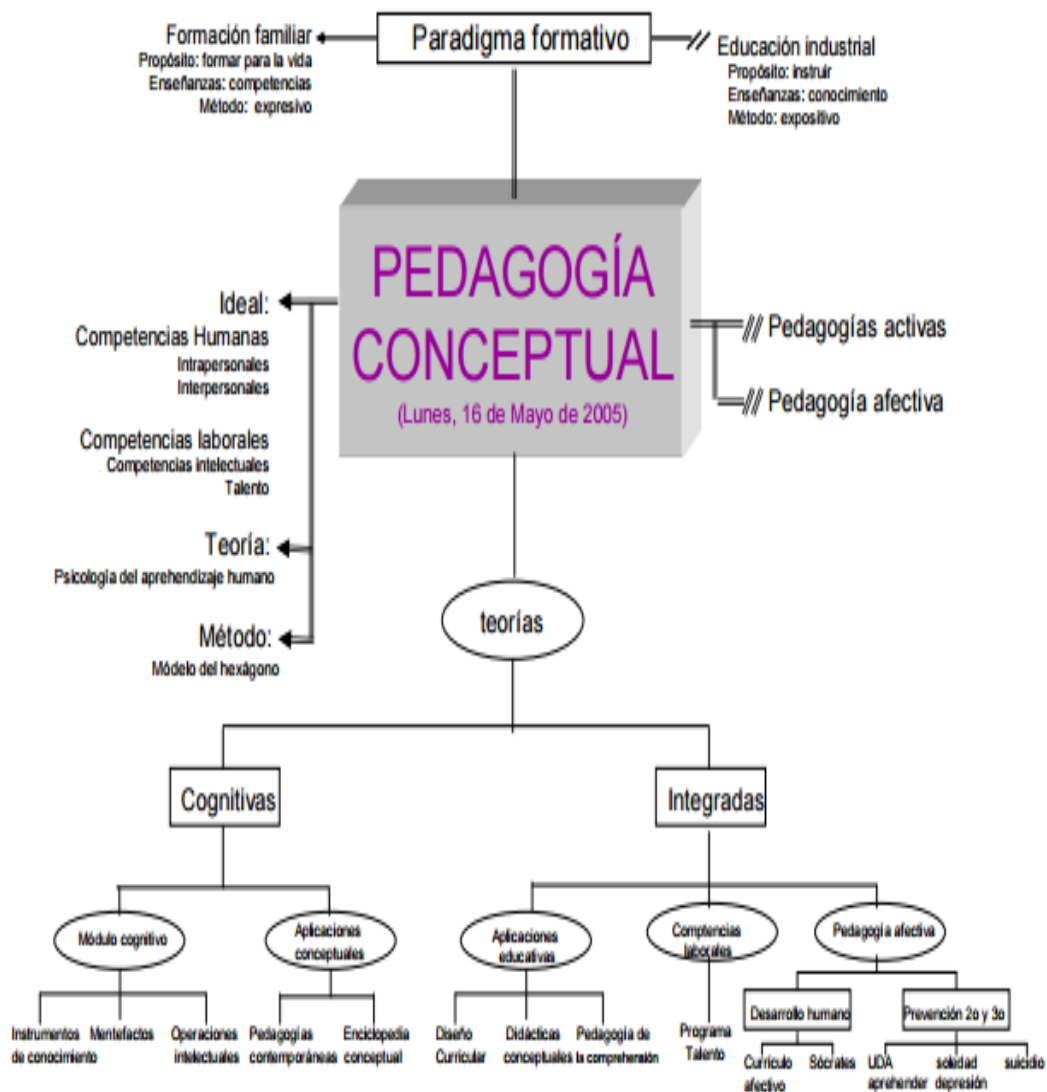 Formación familiar
Propósito: formar para la vida
Enseñanzas: competencias
Método: expresivo
Paradigma formativo
Educación industrial
Propósito: instruir
Enseñanzas: conocimiento
Método: expositivo
PEDAGOGÍA
CONCEPTUAL
(Lunes, 16 de Mayo de 2005)
Ideal:
Competencias Humanas
Intrapersonales
Interpersonales
Competencias laborales
Competencias intelectuales
Talento
Teoría:
Psicología del aprehendizaje humano
Método:
Módelo del hexágono
Pedagogías activas
Pedagogía afectiva
teorías
Cognitivas
Integradas
Módulo cognitivo
Aplicaciones
conceptuales
Aplicaciones
educativas
Comptencias
laborales
Pedagogía afectiva
Instrumentos
de conocimiento
Mentefactos
Operaciones
intelectuales
Pedagogías
contemporáneas
Enciclopedia
conceptual
Diseño
Curricular
Didácticas
conceptuales
Pedagogía de
la comprehensión
Programa
Talento
Desarrollo humano
Prevención 2o y 3o
Currículo
afectivo
Sócrates
UDA
aprehender
soledad
depresión
suicidio